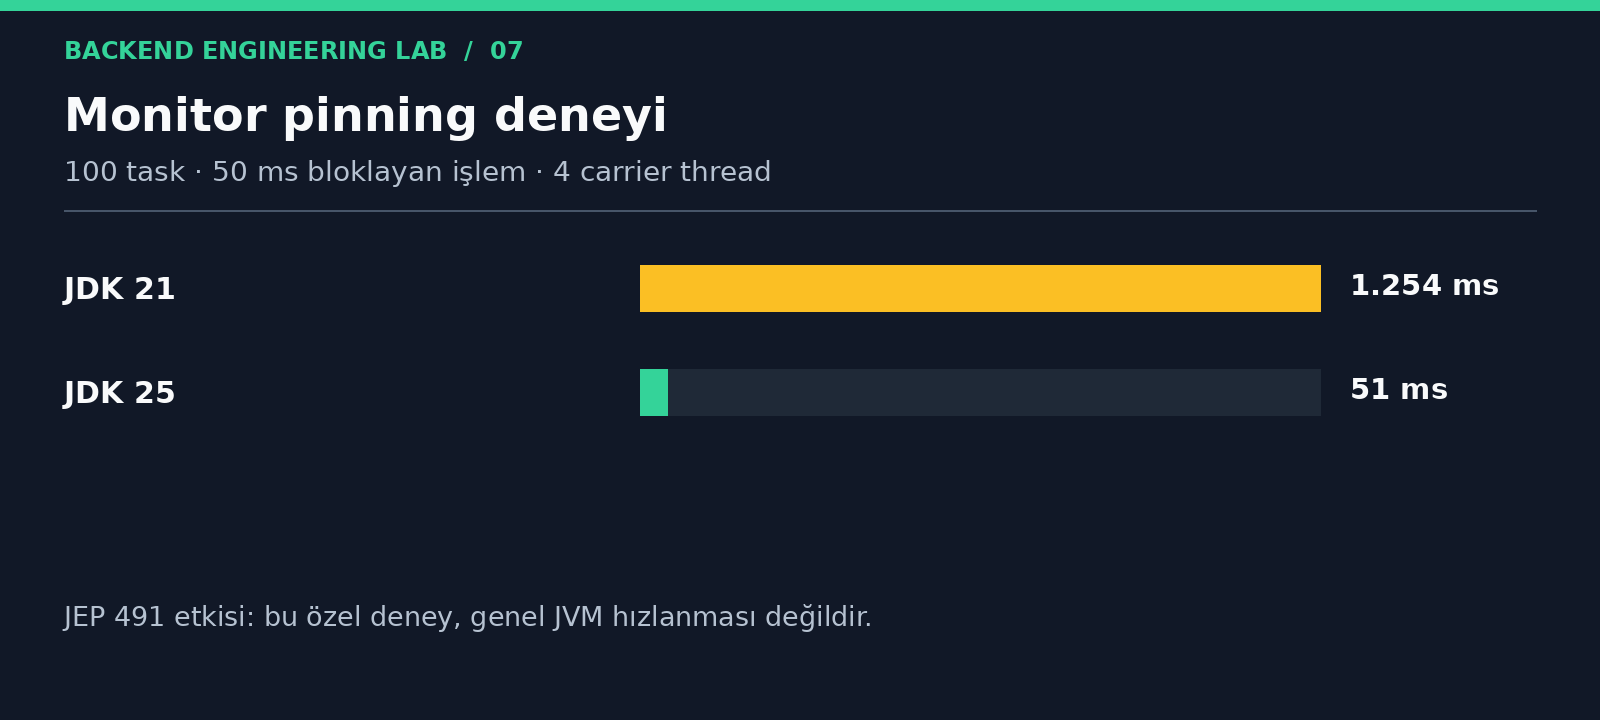 BACKEND ENGINEERING LAB / 07
Monitor pinning deneyi
100 task · 50 ms bloklayan işlem · 4 carrier thread
JDK 21 1.254 ms
JDK 25 51 ms
JEP 491 etkisi: bu özel deney, genel JVM hızlanması değildir.